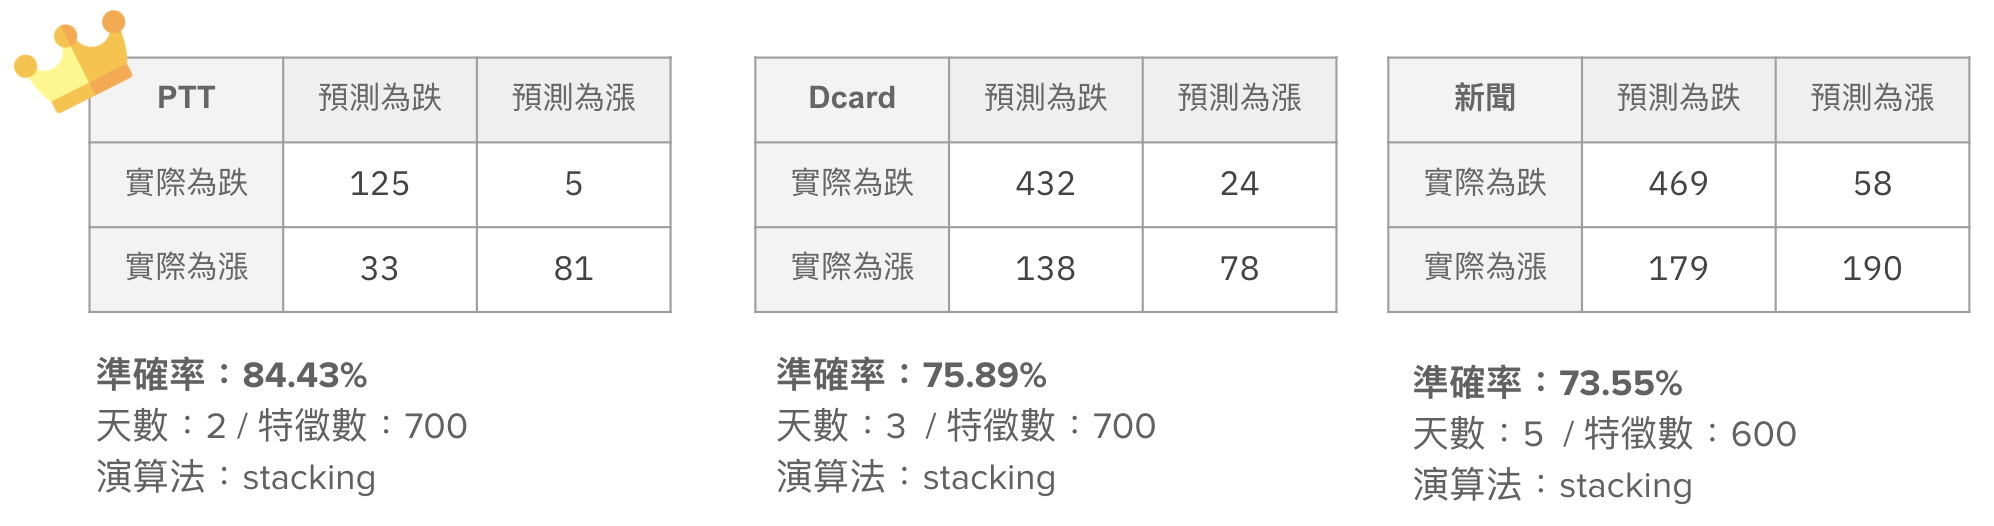 PTT 預測為跌 預測為漲
實際為跌 125 5
實際為漲 33 81
準確率：84.43%
天數：2 / 特徵數：700
演算法：stacking
Dcard 預測為跌 預測為漲
實際為跌 432 24
實際為漲 138 78
準確率：75.89%
天數：3 / 特徵數：700
演算法：stacking
新聞 預測為跌 預測為漲
實際為跌 469 58
實際為漲 179 190
準確率：73.55%
天數：5 / 特徵數：600
演算法：stacking